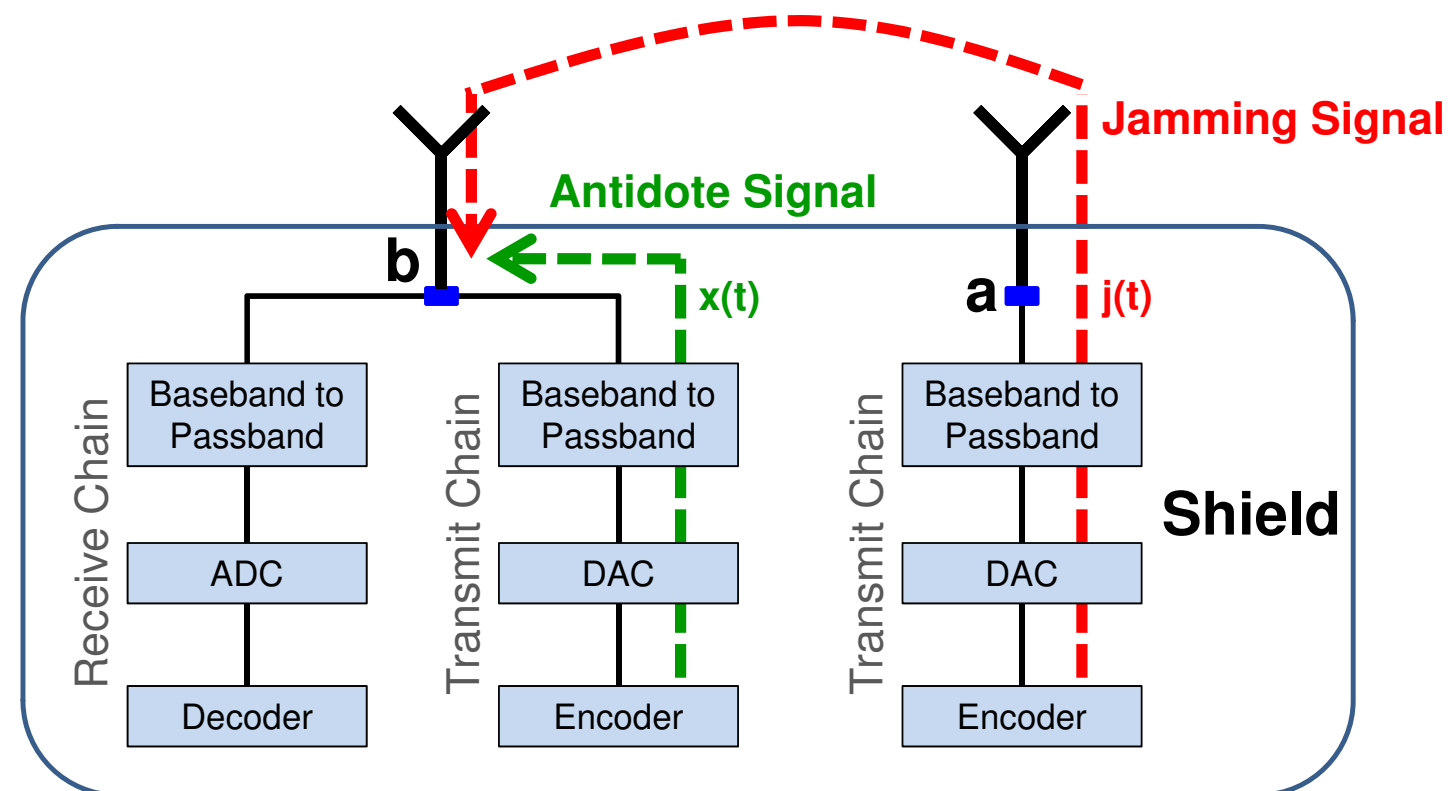 Jamming Signal
Antidote Signal
b
x(t)
a
j(t)
Receive Chain
Baseband to
Passband
ADC
Decoder
Transmit Chain
Baseband to
Passband
DAC
Encoder
Transmit Chain
Baseband to
Passband
DAC
Encoder
Shield